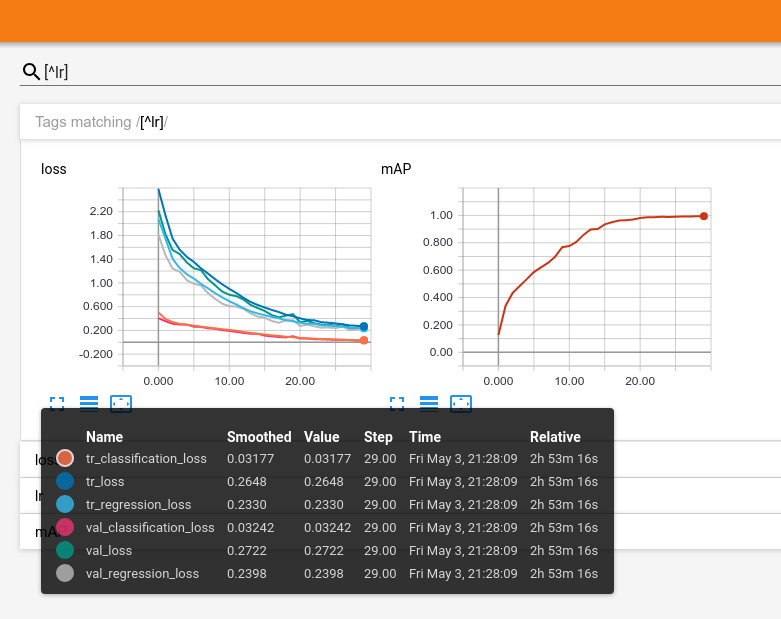 [^lr]
Tags matching /[^lr]/
loss mAP
2.20
1.80
1.40
1.00
0.600
0.200
-0.200
0.000 10.00 20.00
1.00
0.800
0.600
0.400
0.200
0.00
0.000 10.00 20.00
Name Smoothed Value Step Time Relative
tr_classification_loss 0.03177 0.03177 29.00 Fri May 3, 21:28:09 2h 53m 16s
tr_loss 0.2648 0.2648 29.00 Fri May 3, 21:28:09 2h 53m 16s
tr_regression_loss 0.2330 0.2330 29.00 Fri May 3, 21:28:09 2h 53m 16s
val_classification_loss 0.03242 0.03242 29.00 Fri May 3, 21:28:09 2h 53m 16s
val_loss 0.2722 0.2722 29.00 Fri May 3, 21:28:09 2h 53m 16s
val_regression_loss 0.2398 0.2398 29.00 Fri May 3, 21:28:09 2h 53m 16s
lr